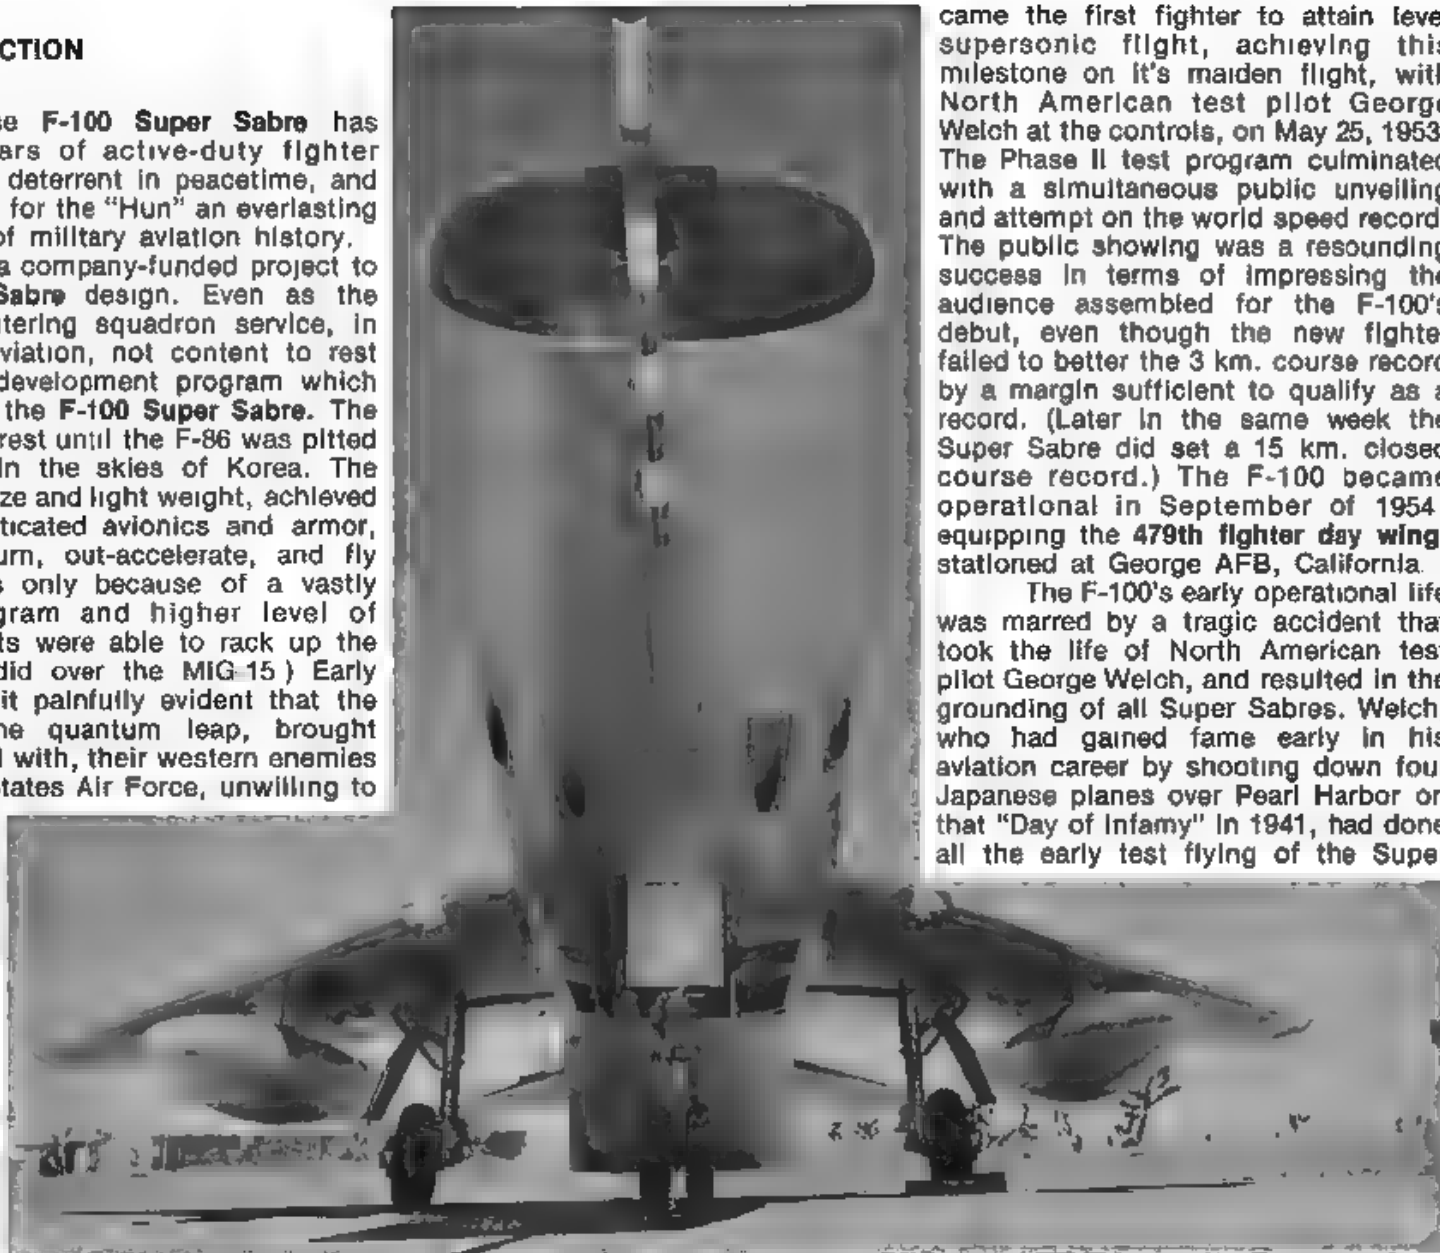 CTION
se F-100 Super Sabre has
ars of active-duty fighter
deterrent in peacetime, and
for the "Hun" an everlasting
of military aviation history.
a company-funded project to
Sabre design. Even as the
tering squadron service, in
viation, not content to rest
development program which
the F-100 Super Sabre. The
rest until the F-86 was pitted
in the skies of Korea. The
ze and light weight, achieved
ticated avionics and armor,
urn, out-accelerate, and fly
s only because of a vastly
gram and higher level of
ts were able to rack up the
did over the MIG-15) Early
it painfully evident that the
ne quantum leap, brought
d with, their western enemies
tates Air Force, unwilling to
came the first fighter to attain leve
supersonic flight, achieving this
milestone on it's maiden flight, with
North American test pilot George
Welch at the controls, on May 25, 1953
The Phase II test program culminated
with a simultaneous public unveiling
and attempt on the world speed record
The public showing was a resounding
success in terms of impressing the
audience assembled for the F-100's
debut, even though the new fighte
failed to better the 3 km. course record
by a margin sufficient to qualify as a
record. (Later in the same week the
Super Sabre did set a 15 km. closed
course record.) The F-100 became
operational in September of 1954
equipping the 479th fighter day wing
stationed at George AFB, California
The F-100's early operational life
was marred by a tragic accident that
took the life of North American test
pilot George Welch, and resulted in the
grounding of all Super Sabres. Welch
who had gained fame early in his
aviation career by shooting down four
Japanese planes over Pearl Harbor on
that "Day of Infamy" in 1941, had done
all the early test flying of the Supe